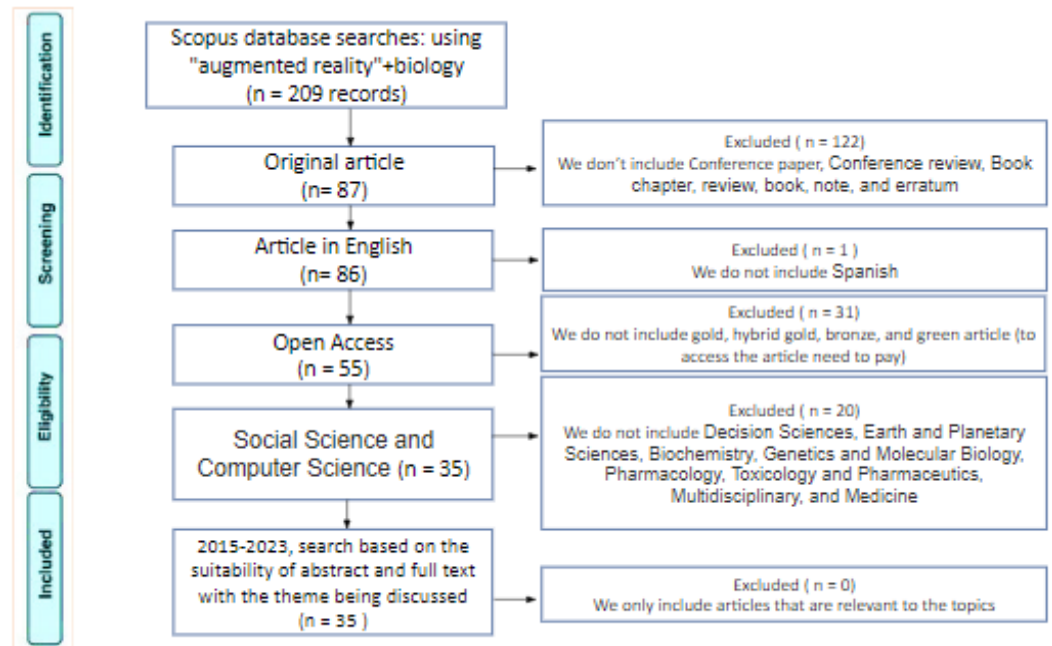 Identification
Scopus database searches: using
"augmented reality"+biology
(n = 209 records)
Original article
(n= 87)
Excluded ( n = 122)
We don´t include Conference paper, Conference review, Book
chapter, review, book, note, and erratum
Screening
Article in English
(n= 86)
Excluded ( n = 1 )
We do not include Spanish
Eligibility
Open Access
(n = 55)
Excluded ( n = 31)
We do not include gold, hybrid gold, bronze, and green article (to
access the article need to pay)
Social Science and
Computer Science (n = 35)
Excluded ( n = 20)
We do not include Decision Sciences, Earth and Planetary
Sciences, Biochemistry, Genetics and Molecular Biology,
Pharmacology, Toxicology and Pharmaceutics,
Multidisciplinary, and Medicine
Included
2015-2023, search based on the
suitability of abstract and full text
with the theme being discussed
(n = 35 )
Excluded ( n = 0)
We only include articles that are relevant to the topics